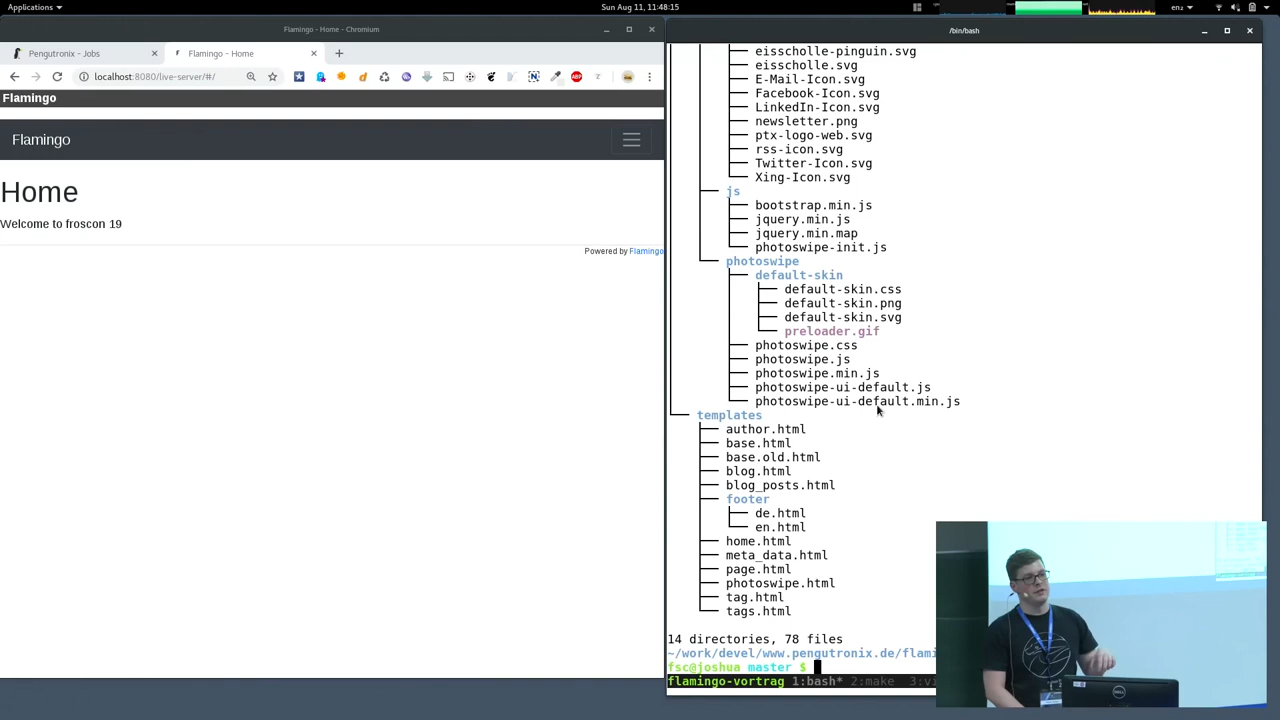 Applications
Sun Aug 11, 11:48:15
en₂
Flamingo - Home - Chromium
Pengutronix - Jobs
Flamingo - Home
localhost:8080/live-server/#/
ABP
Flamingo
Flamingo
Home
Welcome to froscon 19
Powered by Flamingo
/bin/bash
eisscholle-pinguin.svg
eisscholle.svg
E-Mail-Icon.svg
Facebook-Icon.svg
LinkedIn-Icon.svg
newsletter.png
ptx-logo-web.svg
rss-icon.svg
Twitter-Icon.svg
Xing-Icon.svg
js
bootstrap.min.js
jquery.min.js
jquery.min.map
photoswipe-init.js
photoswipe
default-skin
default-skin.css
default-skin.png
default-skin.svg
preloader.gif
photoswipe.css
photoswipe.js
photoswipe.min.js
photoswipe-ui-default.js
photoswipe-ui-default.min.js
templates
author.html
base.html
base.old.html
blog.html
blog_posts.html
footer
de.html
en.html
home.html
meta_data.html
page.html
photoswipe.html
tag.html
tags.html
14 directories, 78 files
~/work/devel/www.pengutronix.de/flami
fsc@joshua master $
flamingo-vortrag 1:bash* 2:make 3:vi
DELL